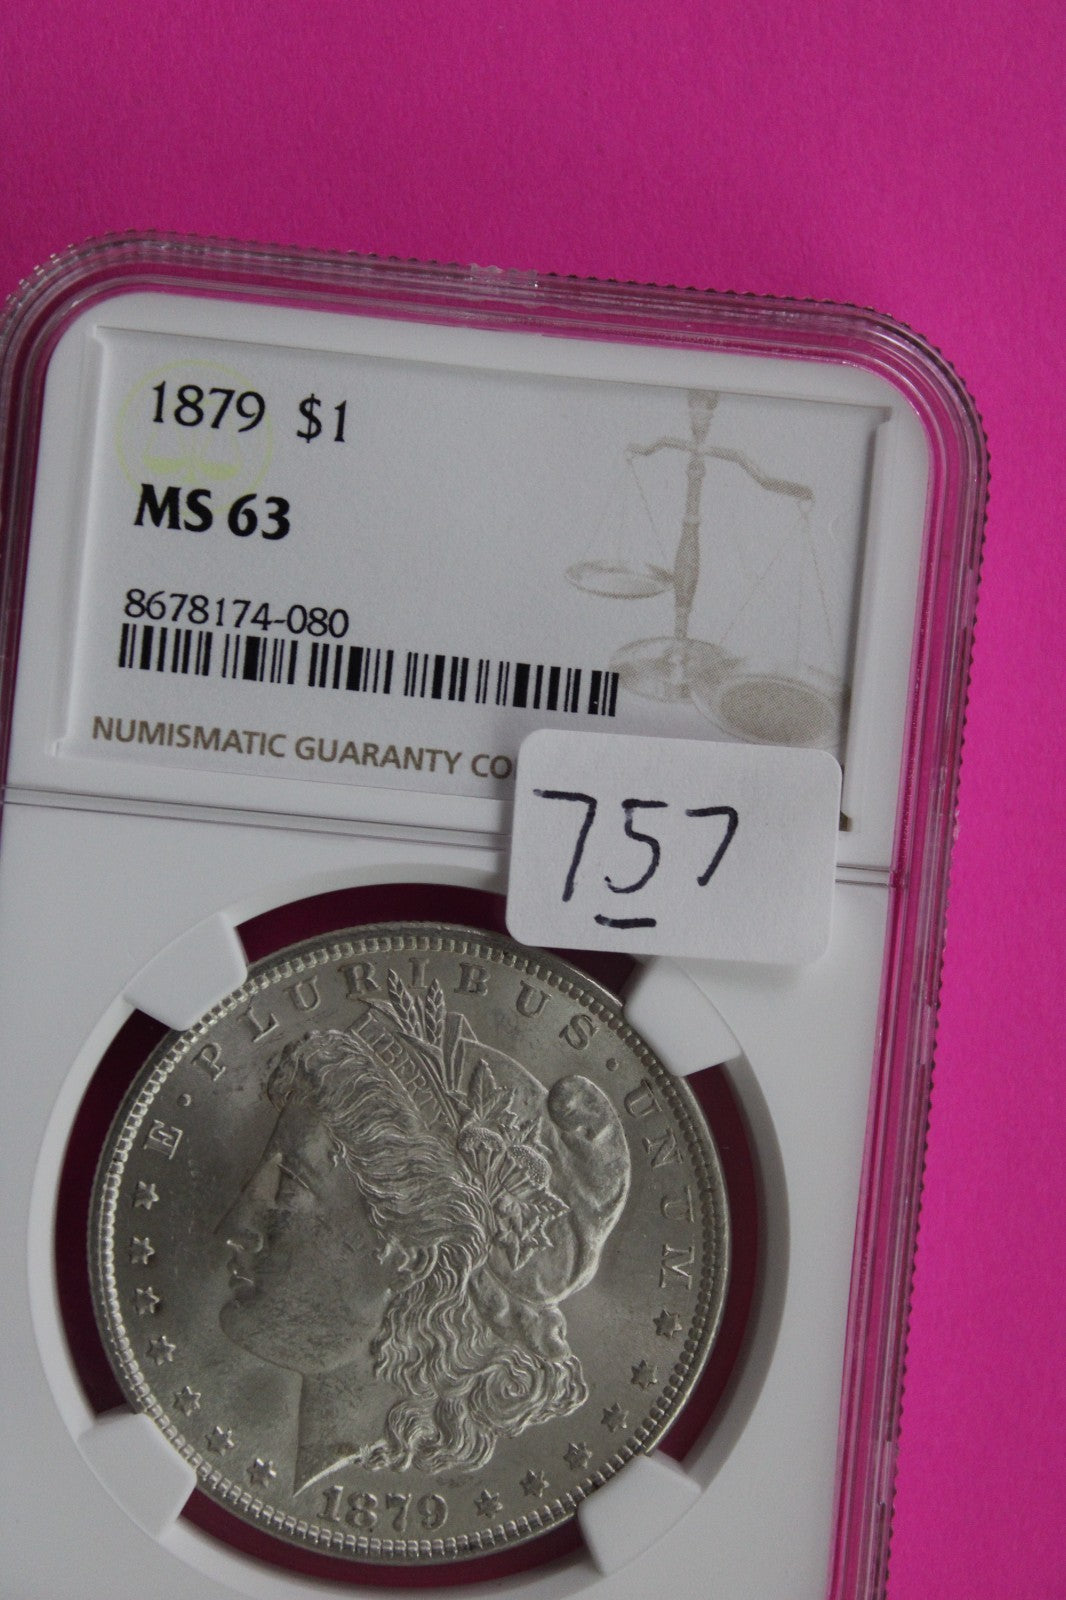 1879 $1
MS 63
8678174-080
NUMISMATIC GUARANTY CO
757
E · PLURIBUS · UNUM
LIBERTY
1879